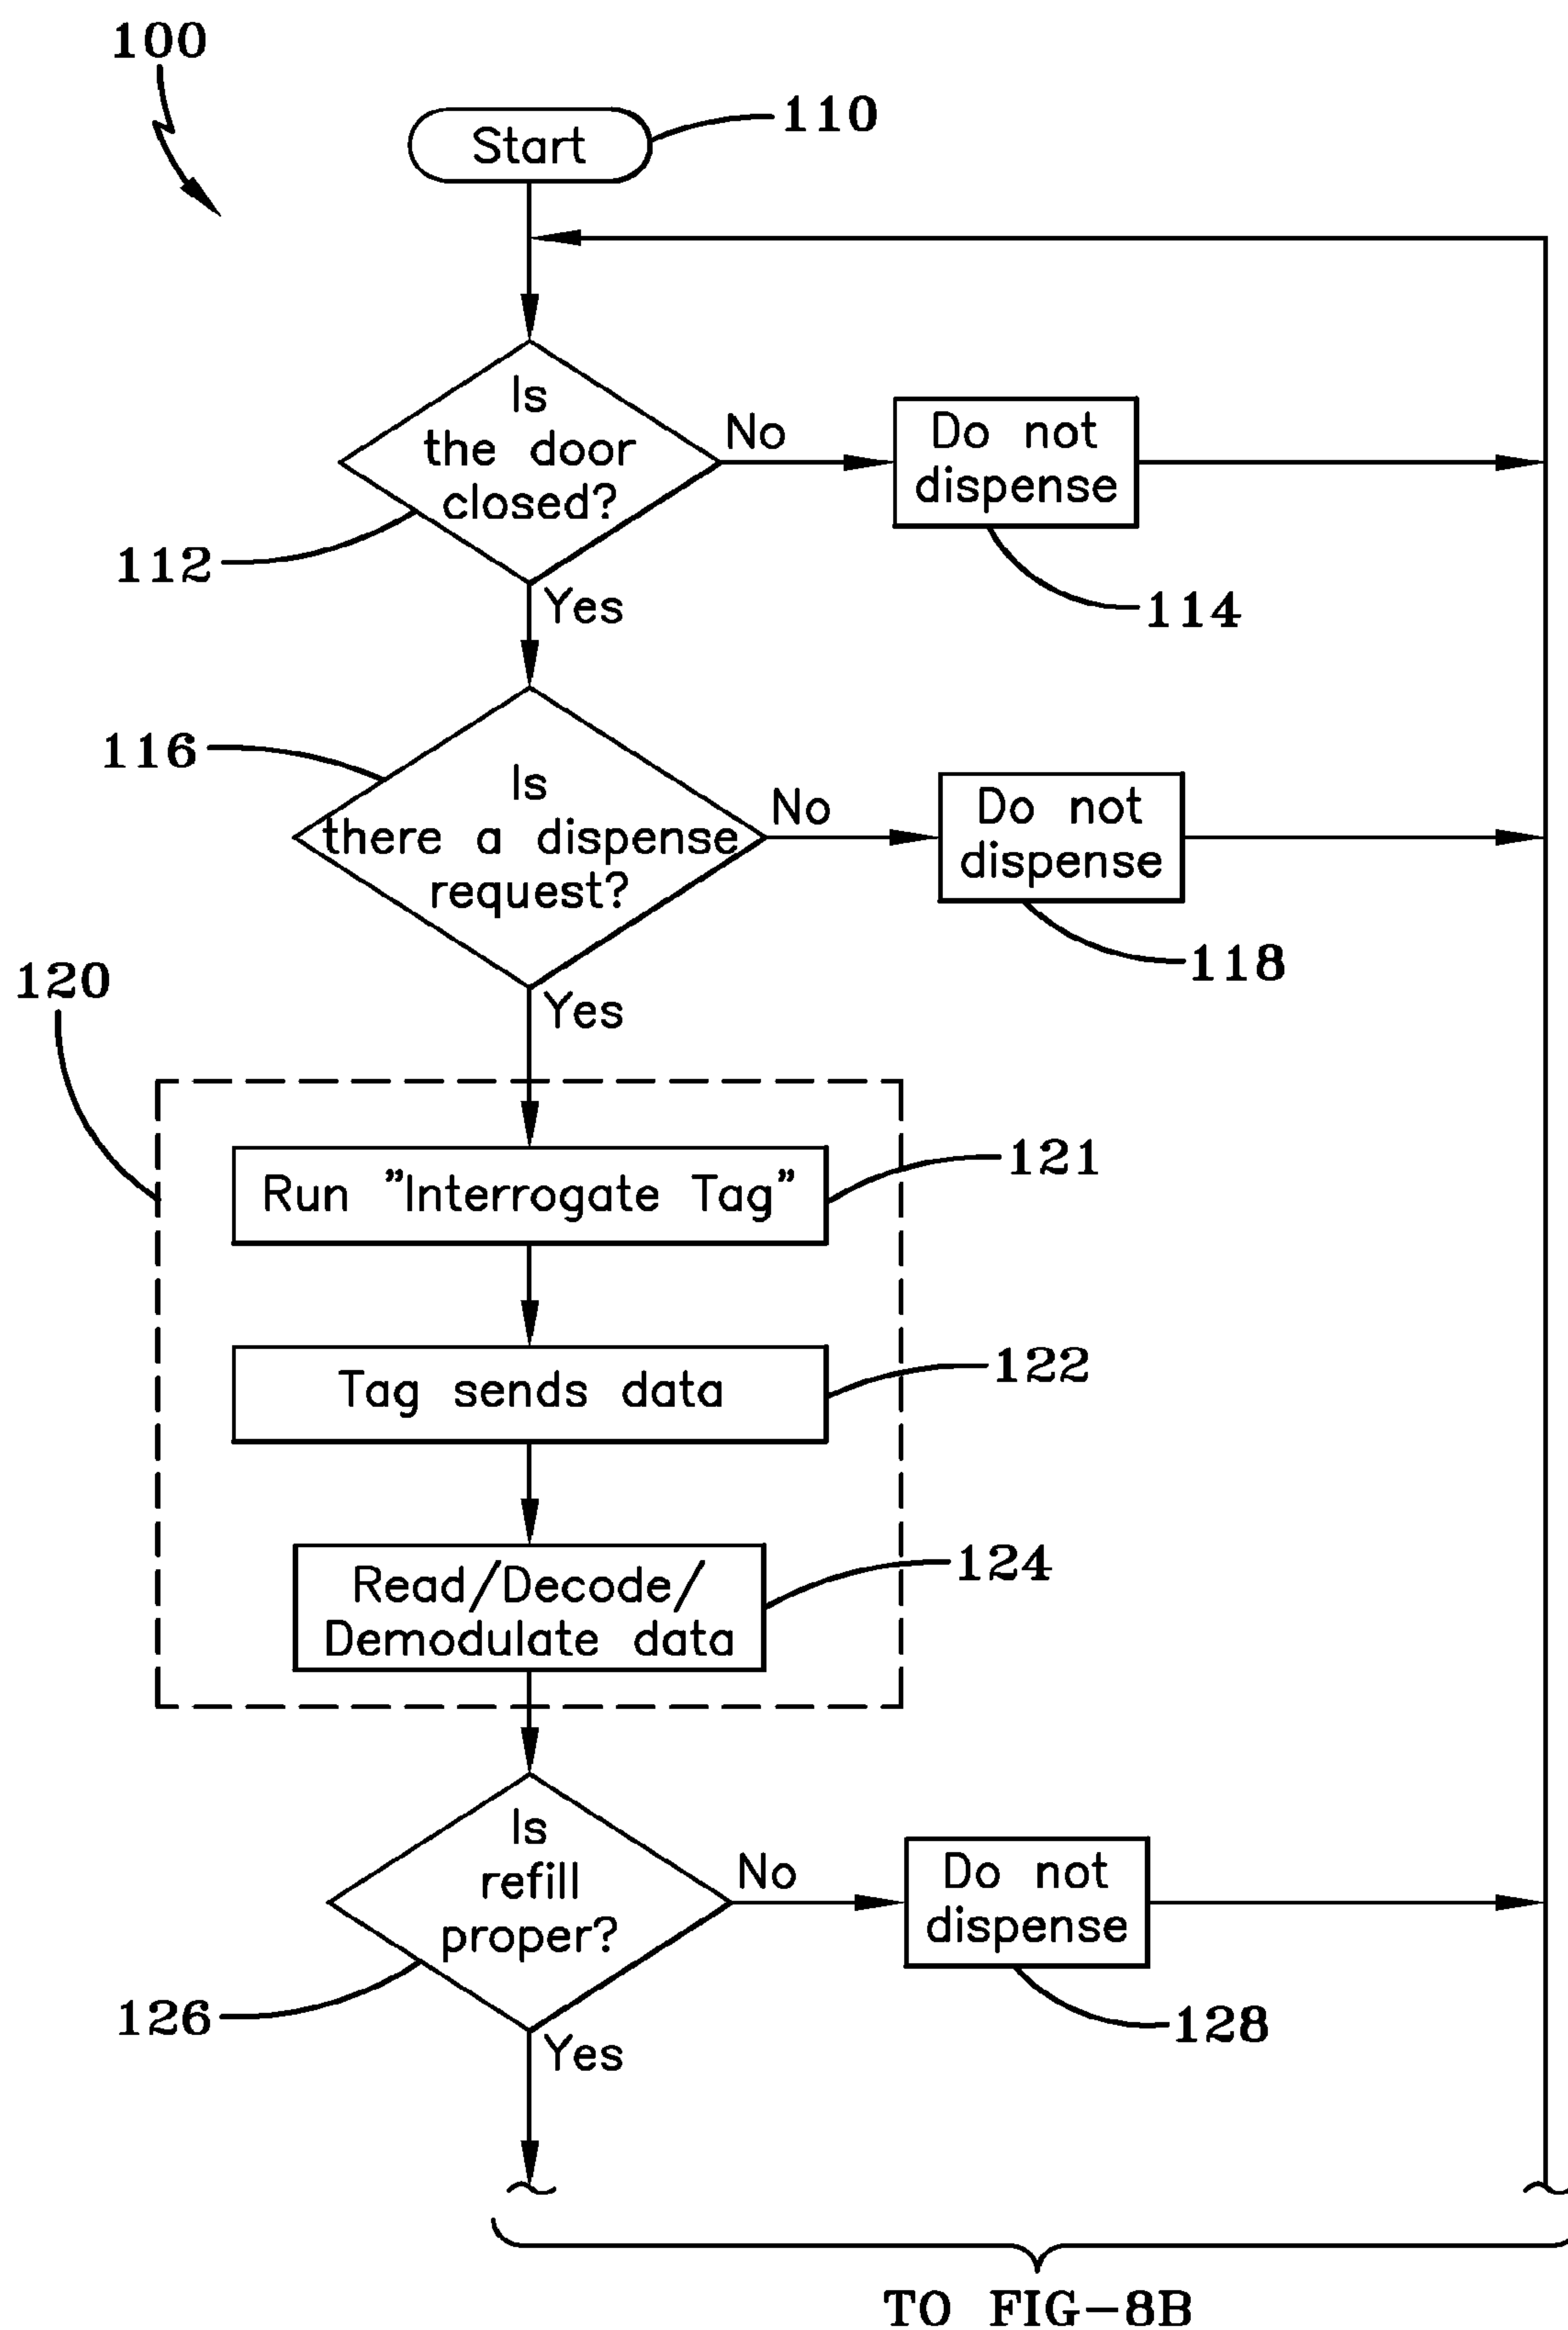 100
Start
110
Is
the door
closed?
No
Do not
dispense
112
114
Yes
116
Is
there a dispense
request?
No
Do not
dispense
118
120
Yes
Run "Interrogate Tag"
121
Tag sends data
122
Read/Decode/
Demodulate data
124
Is
refill
proper?
No
Do not
dispense
126
128
Yes
TO FIG-8B